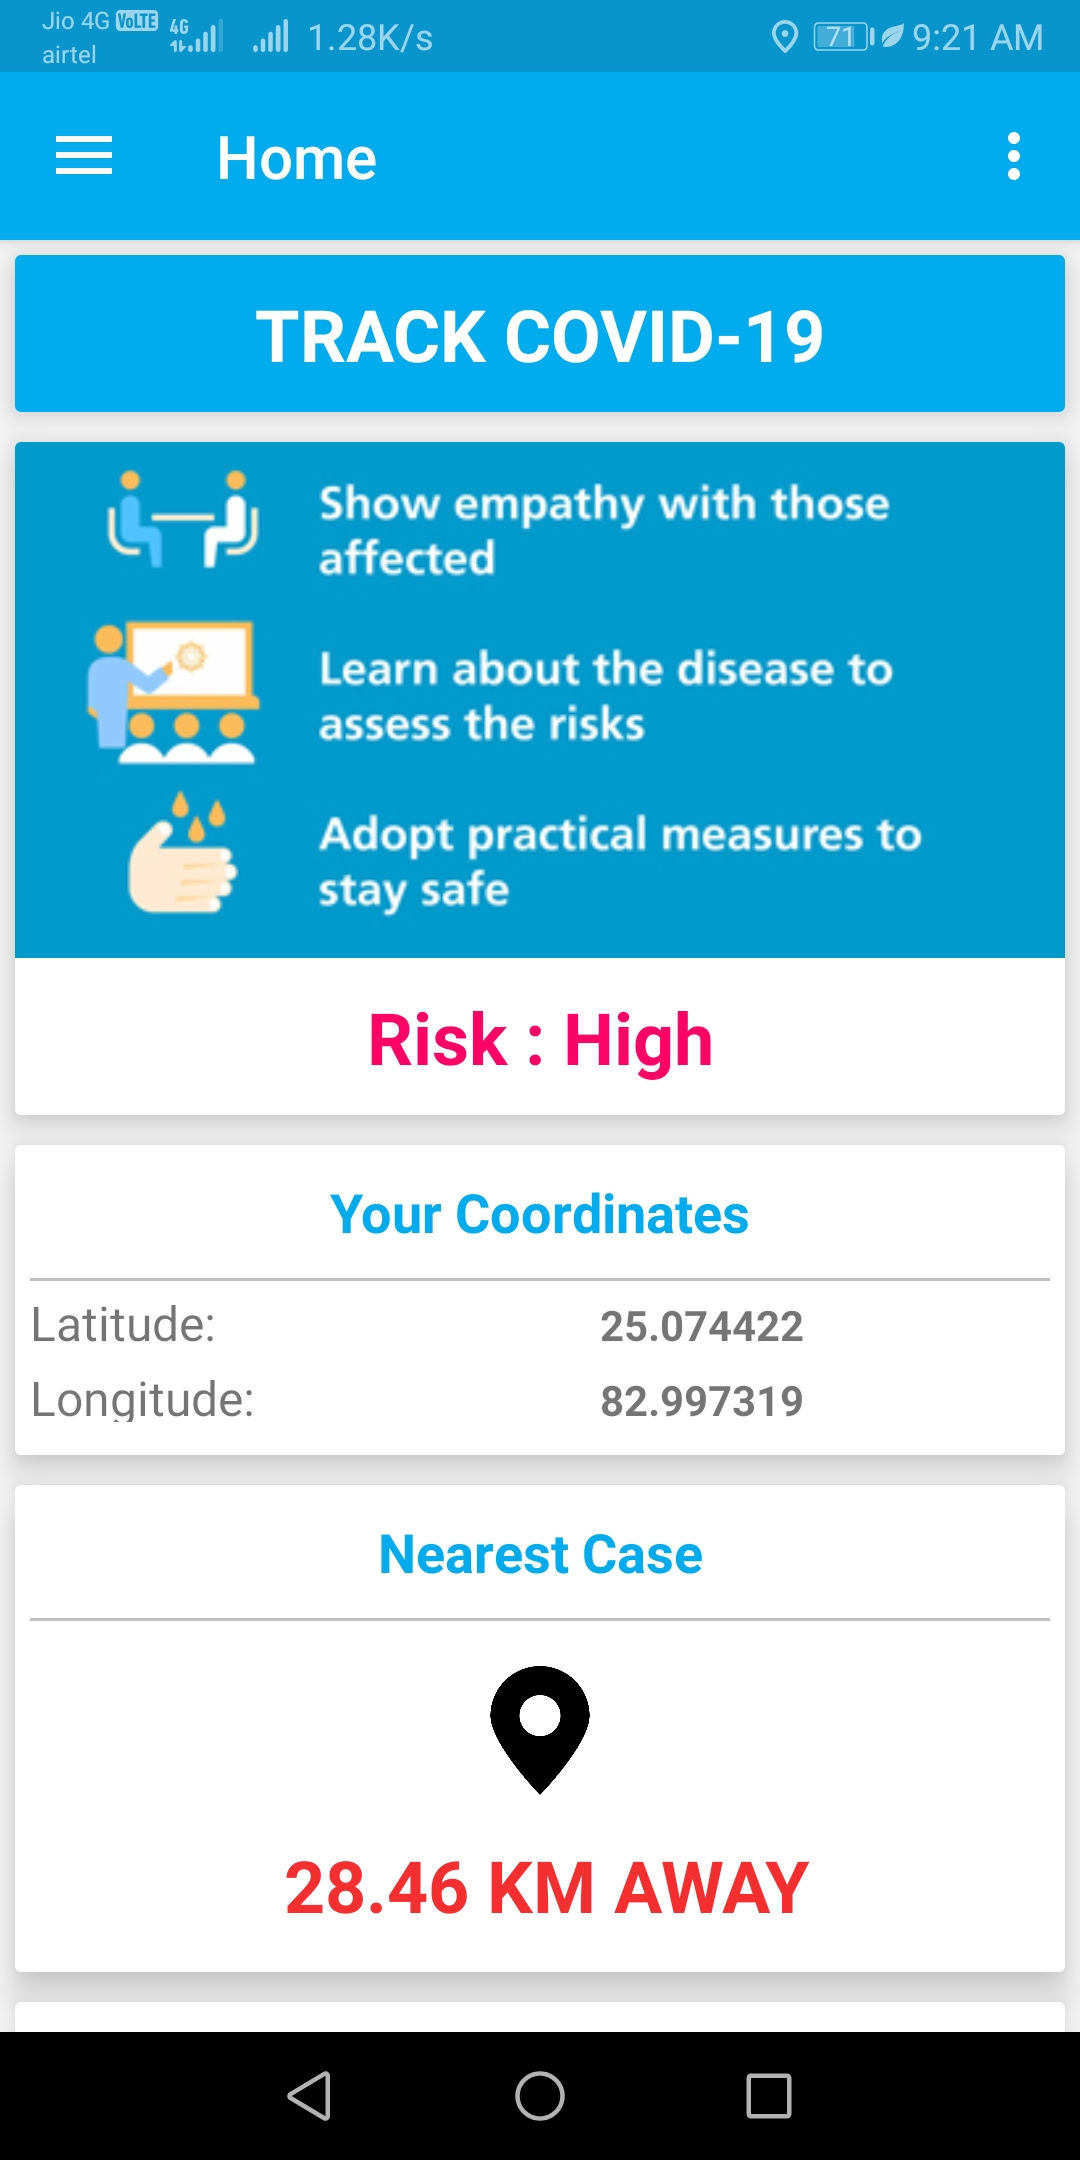 Jio 4G VoLTE
airtel
4G
1.28K/s
71
9:21 AM
Home
TRACK COVID-19
Show empathy with those
affected
Learn about the disease to
assess the risks
Adopt practical measures to
stay safe
Risk : High
Your Coordinates
Latitude: 25.074422
Longitude: 82.997319
Nearest Case
28.46 KM AWAY